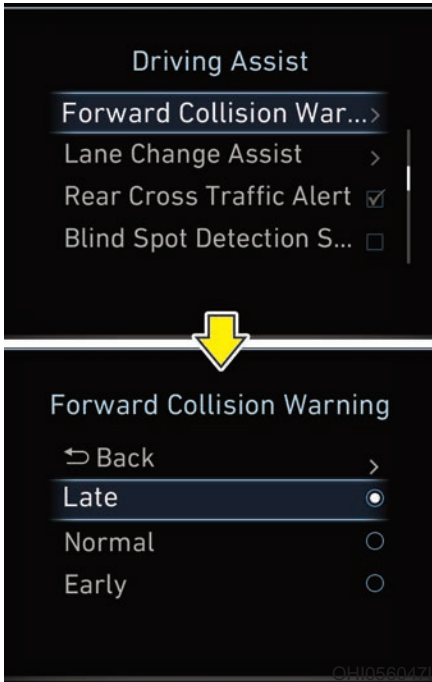 Driving Assist
Forward Collision War...
Lane Change Assist
Rear Cross Traffic Alert
Blind Spot Detection S...
Forward Collision Warning
Back
Late
Normal
Early
OHI056047L